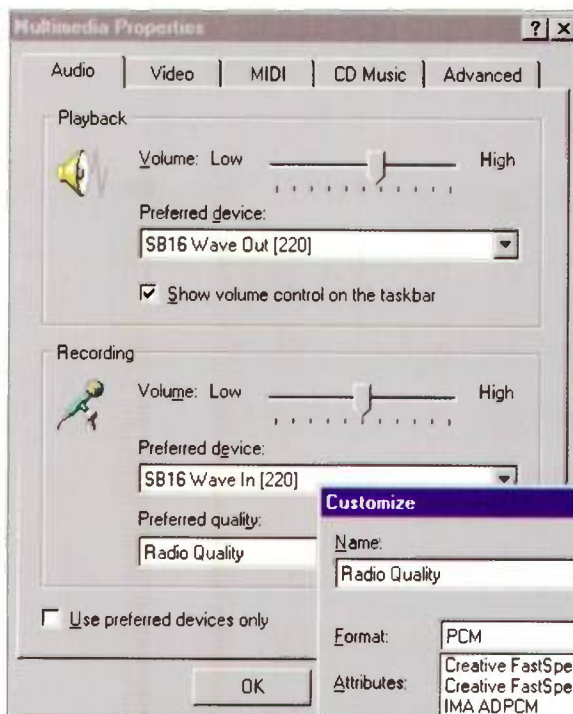 Multimedia Properties
Audio
Video
MIDI
CD Music
Advanced
Playback
Volume: Low
High
Preferred device:
SB16 Wave Out [220]
Show volume control on the taskbar
Recording
Volume: Low
High
Preferred device:
SB16 Wave In [220]
Preferred quality:
Radio Quality
Use preferred devices only
OK
Customize
Name:
Radio Quality
Format:
PCM
Attributes:
Creative FastSpe
Creative FastSpe
IMA ADPCM